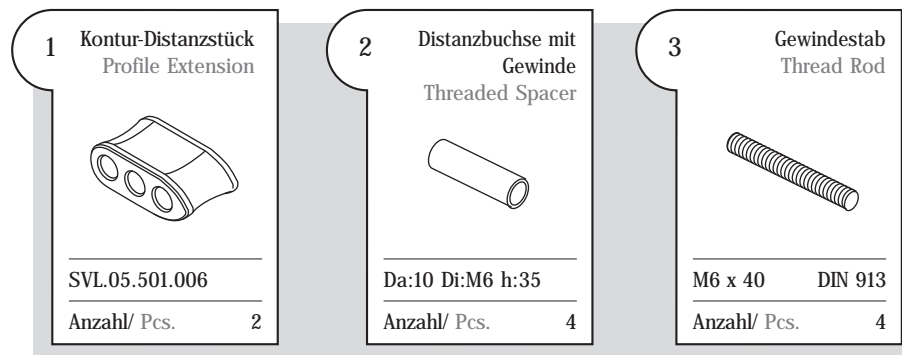 1 Kontur-Distanzstück
Profile Extension
SVL.05.501.006
Anzahl/ Pcs. 2
2 Distanzbuchse mit
Gewinde
Threaded Spacer
Da:10 Di:M6 h:35
Anzahl/ Pcs. 4
3 Gewindestab
Thread Rod
M6 x 40 DIN 913
Anzahl/ Pcs. 4